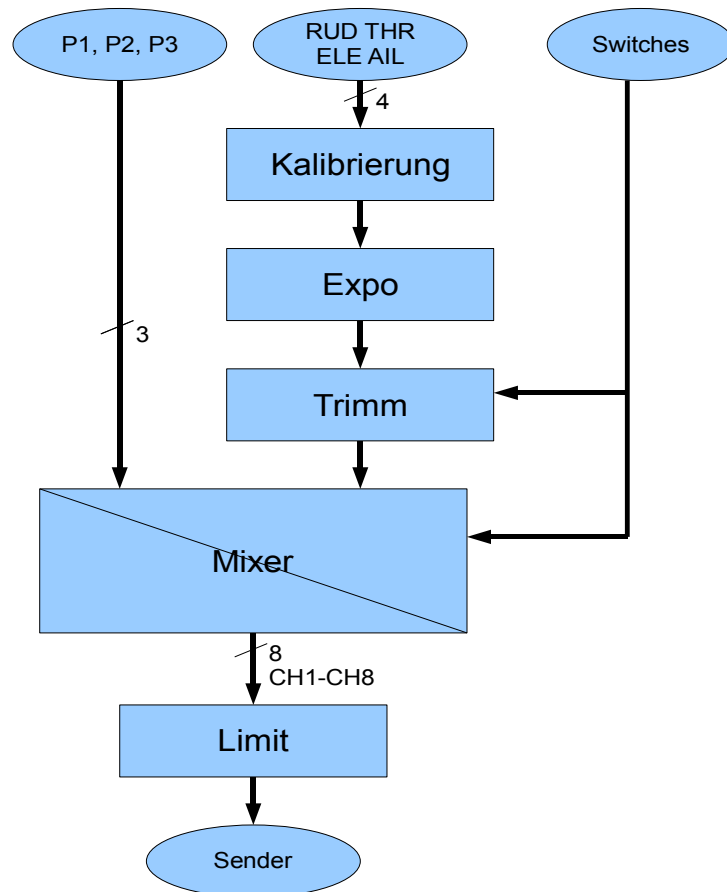 P1, P2, P3
RUD THR
ELE AIL
Switches
4
Kalibrierung
Expo
3
Trimm
Mixer
8
CH1-CH8
Limit
Sender